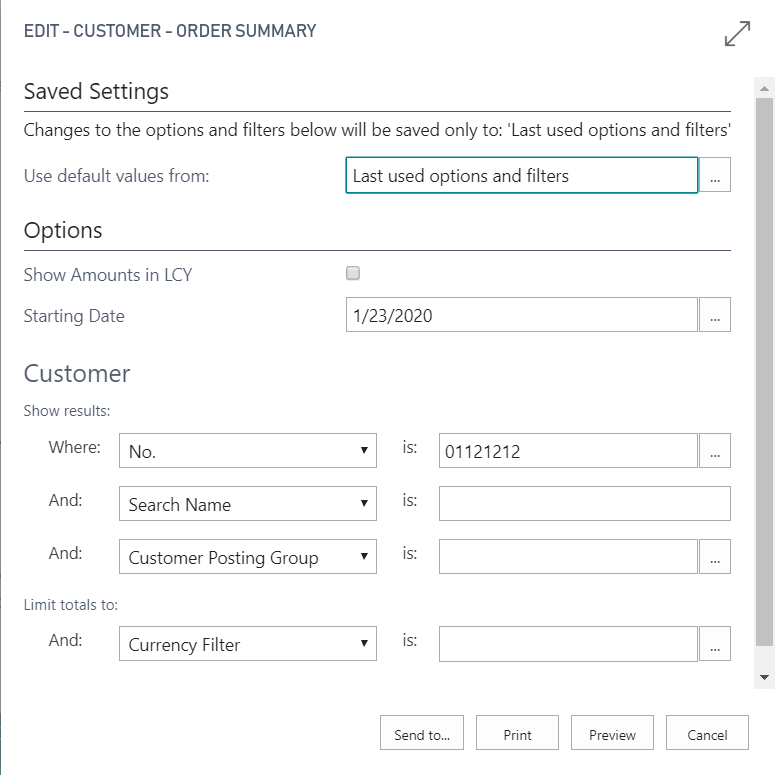 EDIT - CUSTOMER - ORDER SUMMARY
Saved Settings
Changes to the options and filters below will be saved only to: 'Last used options and filters'
Use default values from: Last used options and filters ...
Options
Show Amounts in LCY
Starting Date 1/23/2020 ...
Customer
Show results:
Where: No. is: 01121212 ...
And: Search Name is:
And: Customer Posting Group is: ...
Limit totals to:
And: Currency Filter is: ...
Send to... Print Preview Cancel